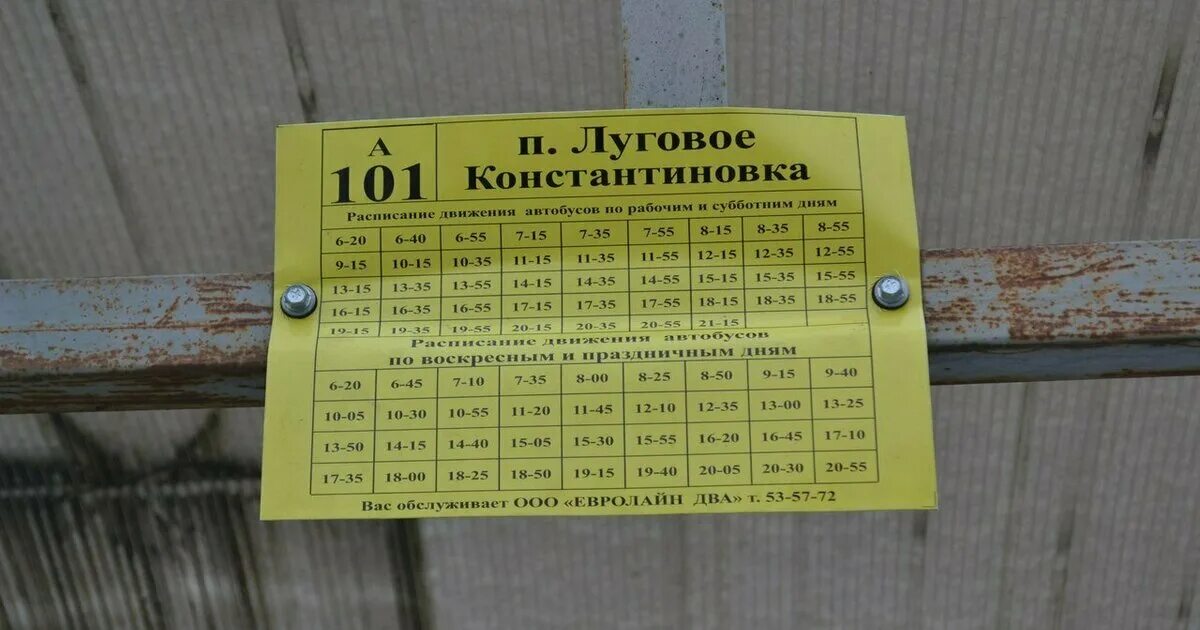 А
101
п. Луговое
Константиновка
Расписание движения автобусов по рабочим и субботним дням
6-20 6-40 6-55 7-15 7-35 7-55 8-15 8-35 8-55
9-15 10-15 10-35 11-15 11-35 11-55 12-15 12-35 12-55
13-15 13-35 13-55 14-15 14-35 14-55 15-15 15-35 15-55
16-15 16-35 16-55 17-15 17-35 17-55 18-15 18-35 18-55
19-15 19-35 19-55 20-15 20-35 20-55 21-15
Расписание движения автобусов
по воскресным и праздничным дням
6-20 6-45 7-10 7-35 8-00 8-25 8-50 9-15 9-40
10-05 10-30 10-55 11-20 11-45 12-10 12-35 13-00 13-25
13-50 14-15 14-40 15-05 15-30 15-55 16-20 16-45 17-10
17-35 18-00 18-25 18-50 19-15 19-40 20-05 20-30 20-55
Вас обслуживает ООО «ЕВРОЛАЙН ДВА» т. 53-57-72